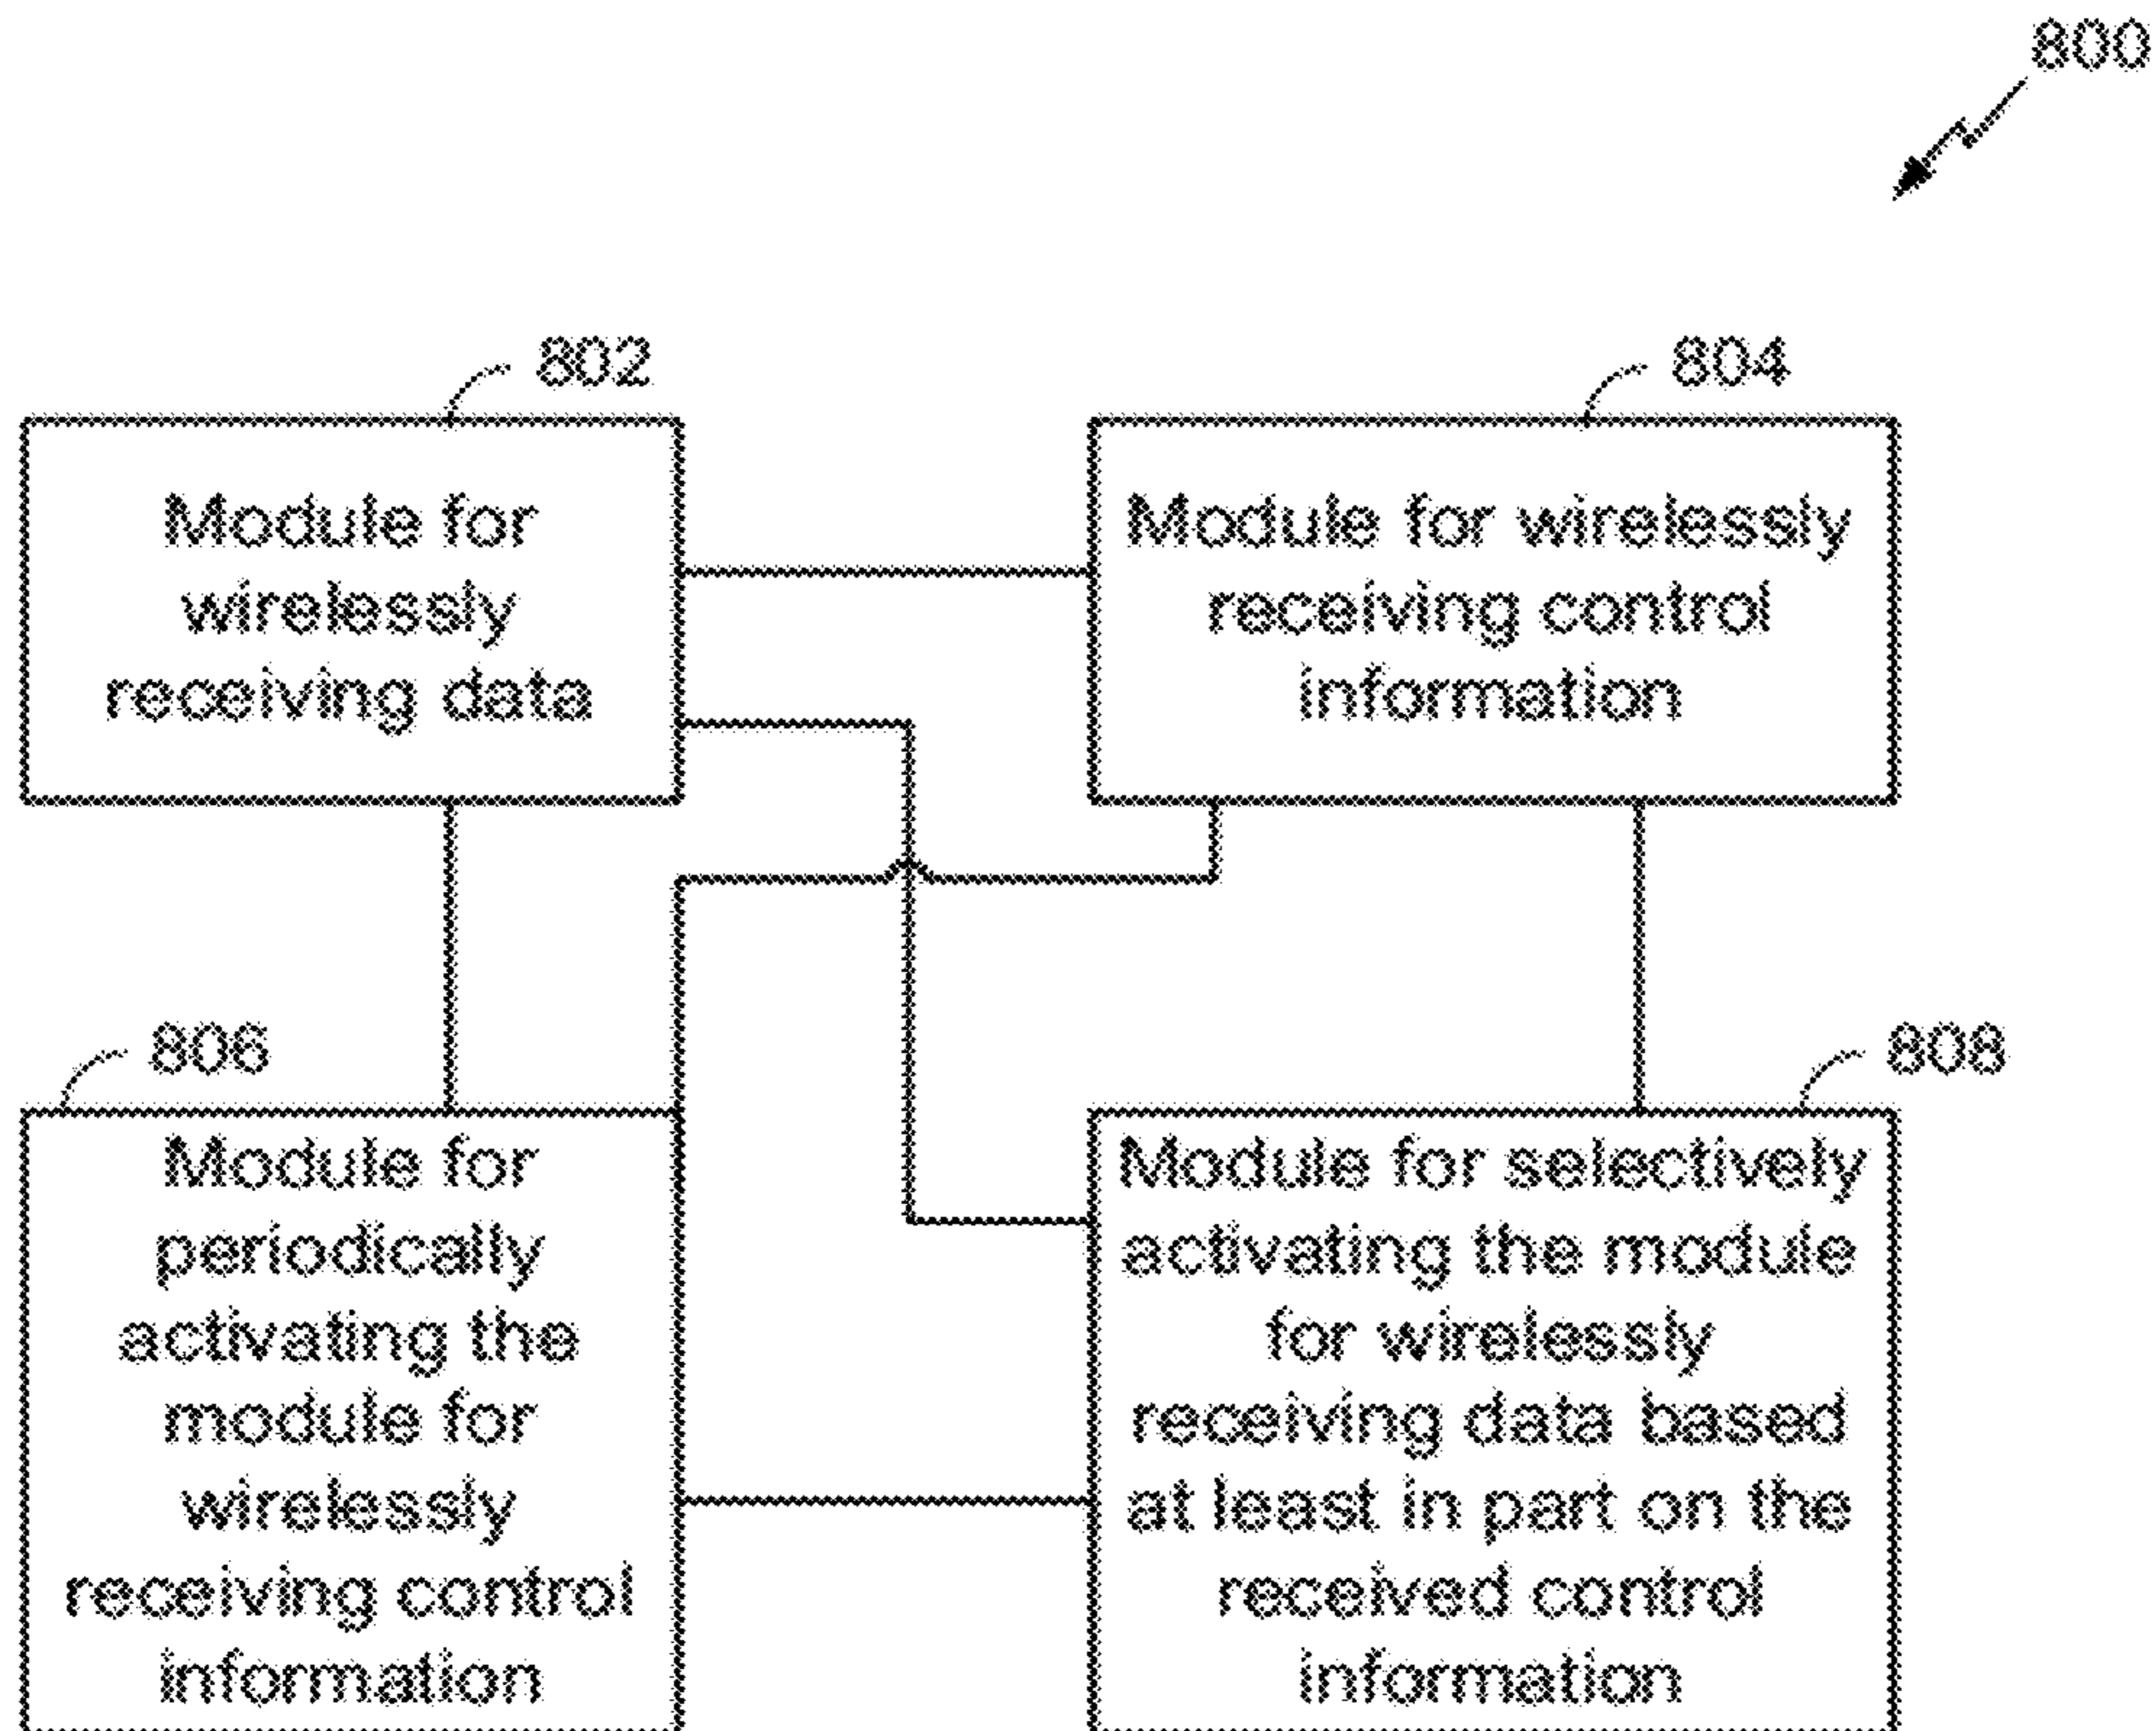 800
802
804
Module for
wirelessly
receiving data
Module for wirelessly
receiving control
information
806
808
Module for
periodically
activating the
module for
wirelessly
receiving control
information
Module for selectively
activating the module
for wirelessly
receiving data based
at least in part on the
received control
information